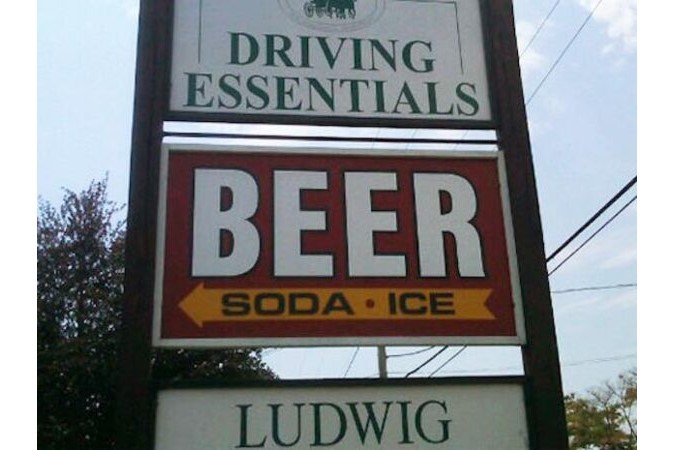 DRIVING
ESSENTIALS
BEER
SODA · ICE
LUDWIG